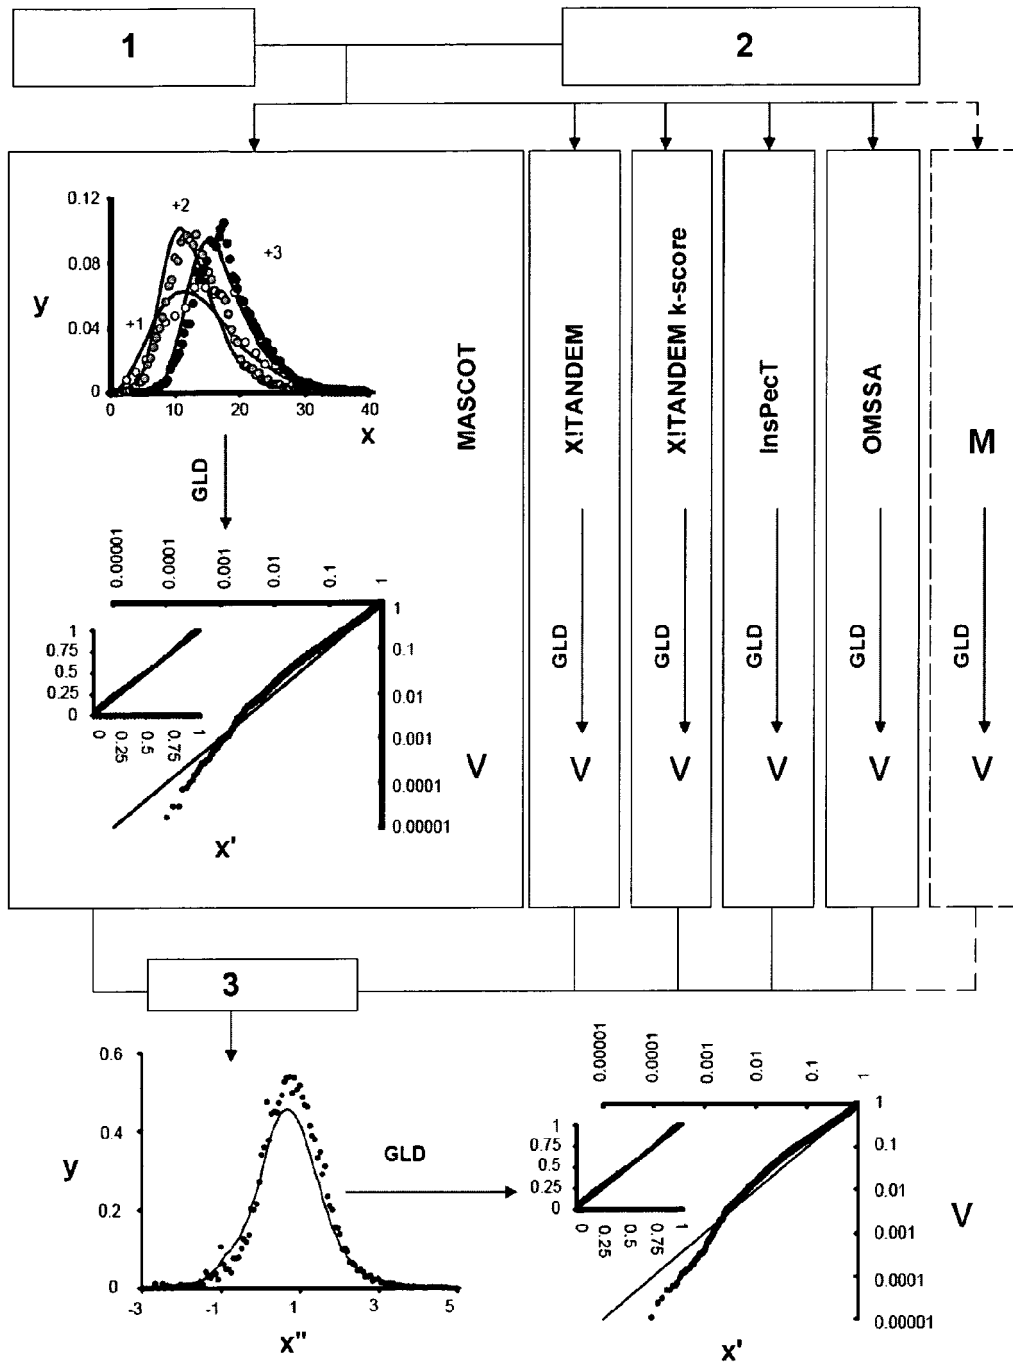 1
2
0.12
0.08
0.04
0
y
+2
+3
+1
0 10 20 30 40
x
GLD
0.00001 0.0001 0.001 0.01 0.1 1
1
0.1
0.01
0.001
0.0001
0.00001
1
0.75
0.5
0.25
0
0 0.25 0.5 0.75 1
x'
V
MASCOT
X!TANDEM
GLD
V
X!TANDEM k-score
GLD
V
InsPecT
GLD
V
OMSSA
GLD
V
M
GLD
V
3
0.6
0.4
0.2
0
y
-3 -1 1 3 5
x"
GLD
0.00001 0.0001 0.001 0.01 0.1 1
1
0.1
0.01
0.001
0.0001
0.00001
1
0.75
0.5
0.25
0
0 0.25 0.5 0.75 1
V
x'